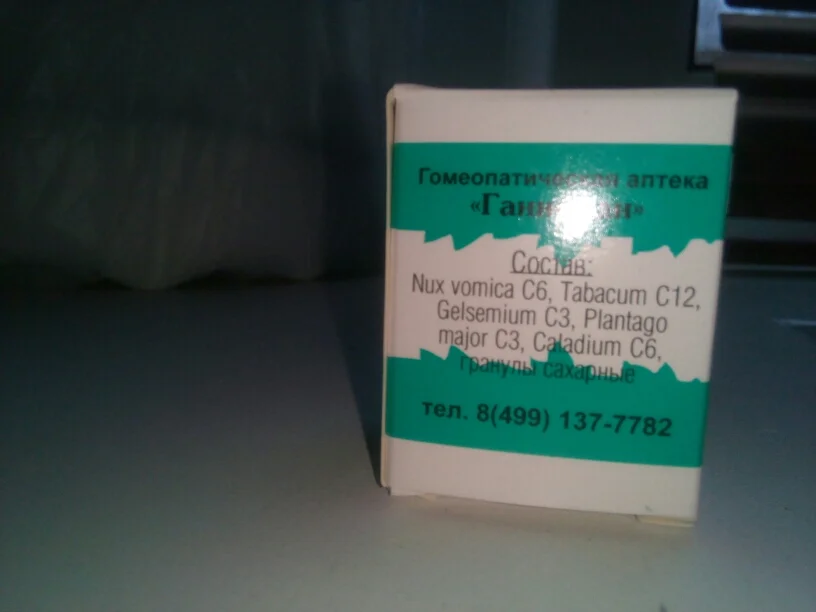 Гомеопатическая аптека
Состав:
Nux vomica C6, Tabacum C12,
Gelsemium C3, Plantago
major C3, Caladium C6,
гранулы сахарные
тел. 8(499) 137-7782